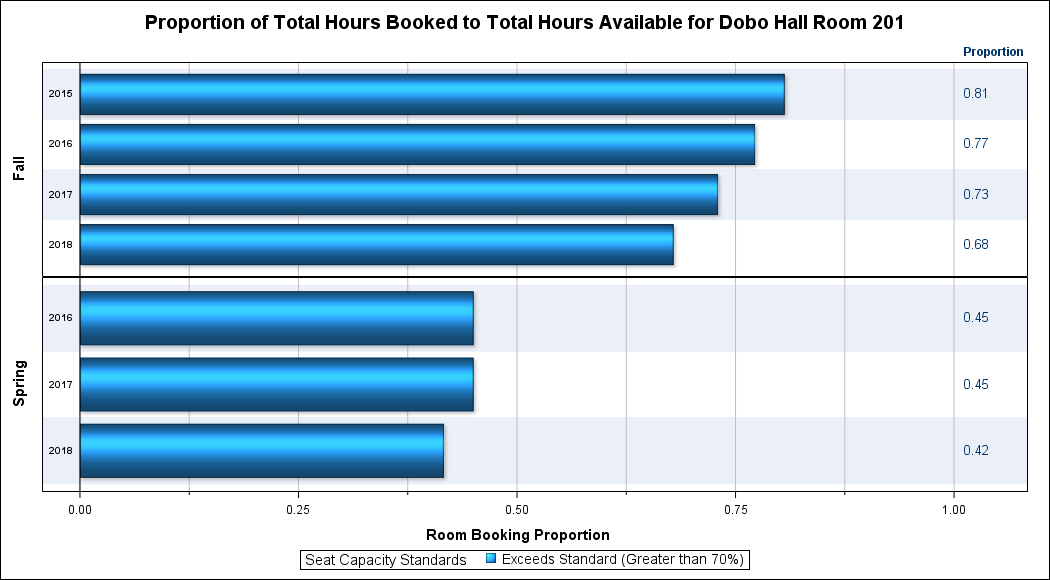 Proportion of Total Hours Booked to Total Hours Available for Dobo Hall Room 201
Proportion
Fall
2015 0.81
2016 0.77
2017 0.73
2018 0.68
Spring
2016 0.45
2017 0.45
2018 0.42
0.00 0.25 0.50 0.75 1.00
Room Booking Proportion
Seat Capacity Standards Exceeds Standard (Greater than 70%)